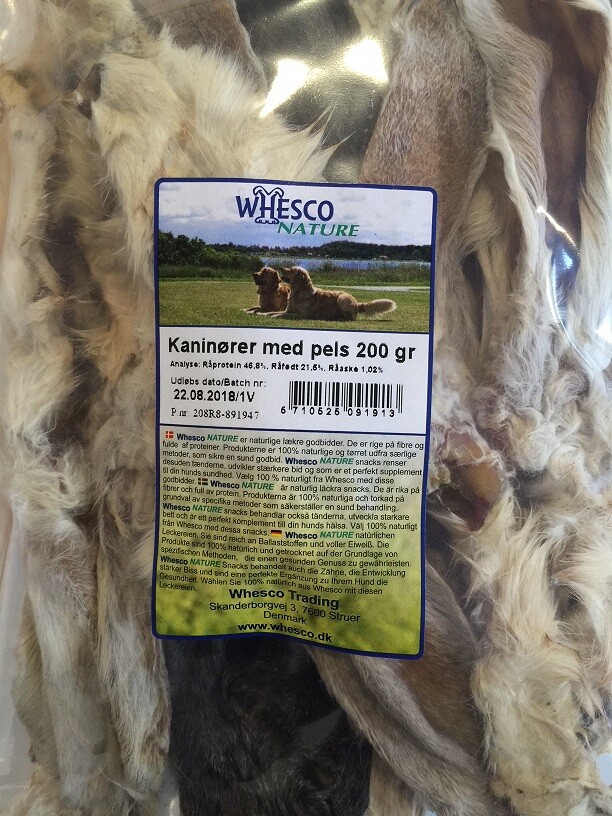 WHESCO
NATURE
Kaninører med pels 200 gr
Analyse: Råprotein 46,8%, Råfedt 21,5%, Råaske 1,02%
Udløbs dato/Batch nr:
22.08.2018/1V
P.nr 208R8-891947
5 710525 091913
Whesco NATURE er naturlige lækre godbidder. De er rige på fibre og
fulde af proteiner. Produkterne er 100% naturlige og tørret udfra særlige
metoder, som sikre en sund godbid. Whesco NATURE snacks renser
desuden tænderne, udvikler stærkere bid og som er et perfekt supplement
til din hunds sundhed. Vælg 100 % naturligt fra Whesco med disse
godbidder. Whesco NATURE är naturlig läckra snacks. De är rika på
fibrer och full av protein. Produkterna är 100% naturliga och torkad på
grundval av specifika metoder som säkerställer en sund behandling.
Whesco NATURE snacks behandlar också tänderna, utveckla starkare
bett och är ett perfekt komplement till din hunds hälsa. Välj 100% naturligt
från Whesco med dessa snacks. Whesco NATURE natürlichen
Leckereien. Sie sind reich an Ballaststoffen und voller Eiweiß. Die
Produkte sind 100% natürlich und getrocknet auf der Grundlage von
spezifischen Methoden, die einen gesunden Genuss zu gewährleisten.
Whesco NATURE Snacks behandelt auch die Zähne, die Entwicklung
starker Biss und sind eine perfekte Ergänzung zu Ihrem Hund die
Gesundheit. Wählen Sie 100% natürlich aus Whesco mit diesen
Leckereien.
Whesco Trading
Skanderborgvej 3, 7600 Struer
Denmark
www.whesco.dk